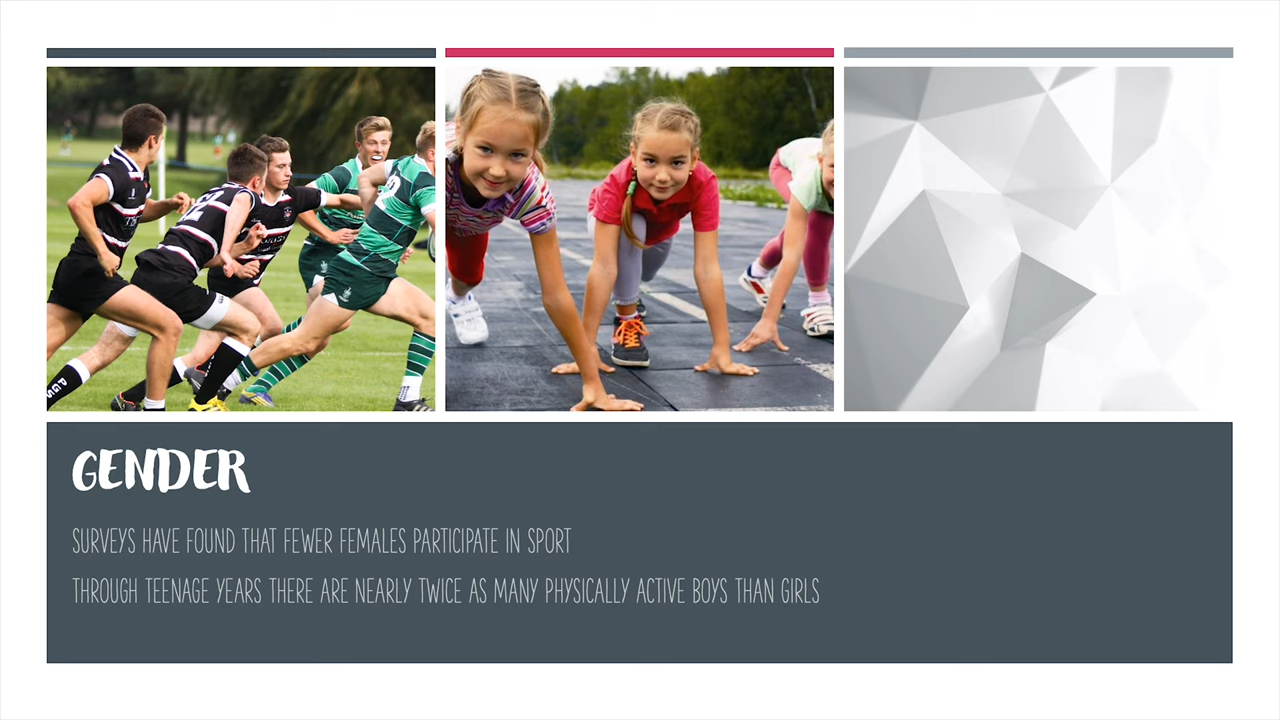 GENDER
SURVEYS HAVE FOUND THAT FEWER FEMALES PARTICIPATE IN SPORT
THROUGH TEENAGE YEARS THERE ARE NEARLY TWICE AS MANY PHYSICALLY ACTIVE BOYS THAN GIRLS
PGS